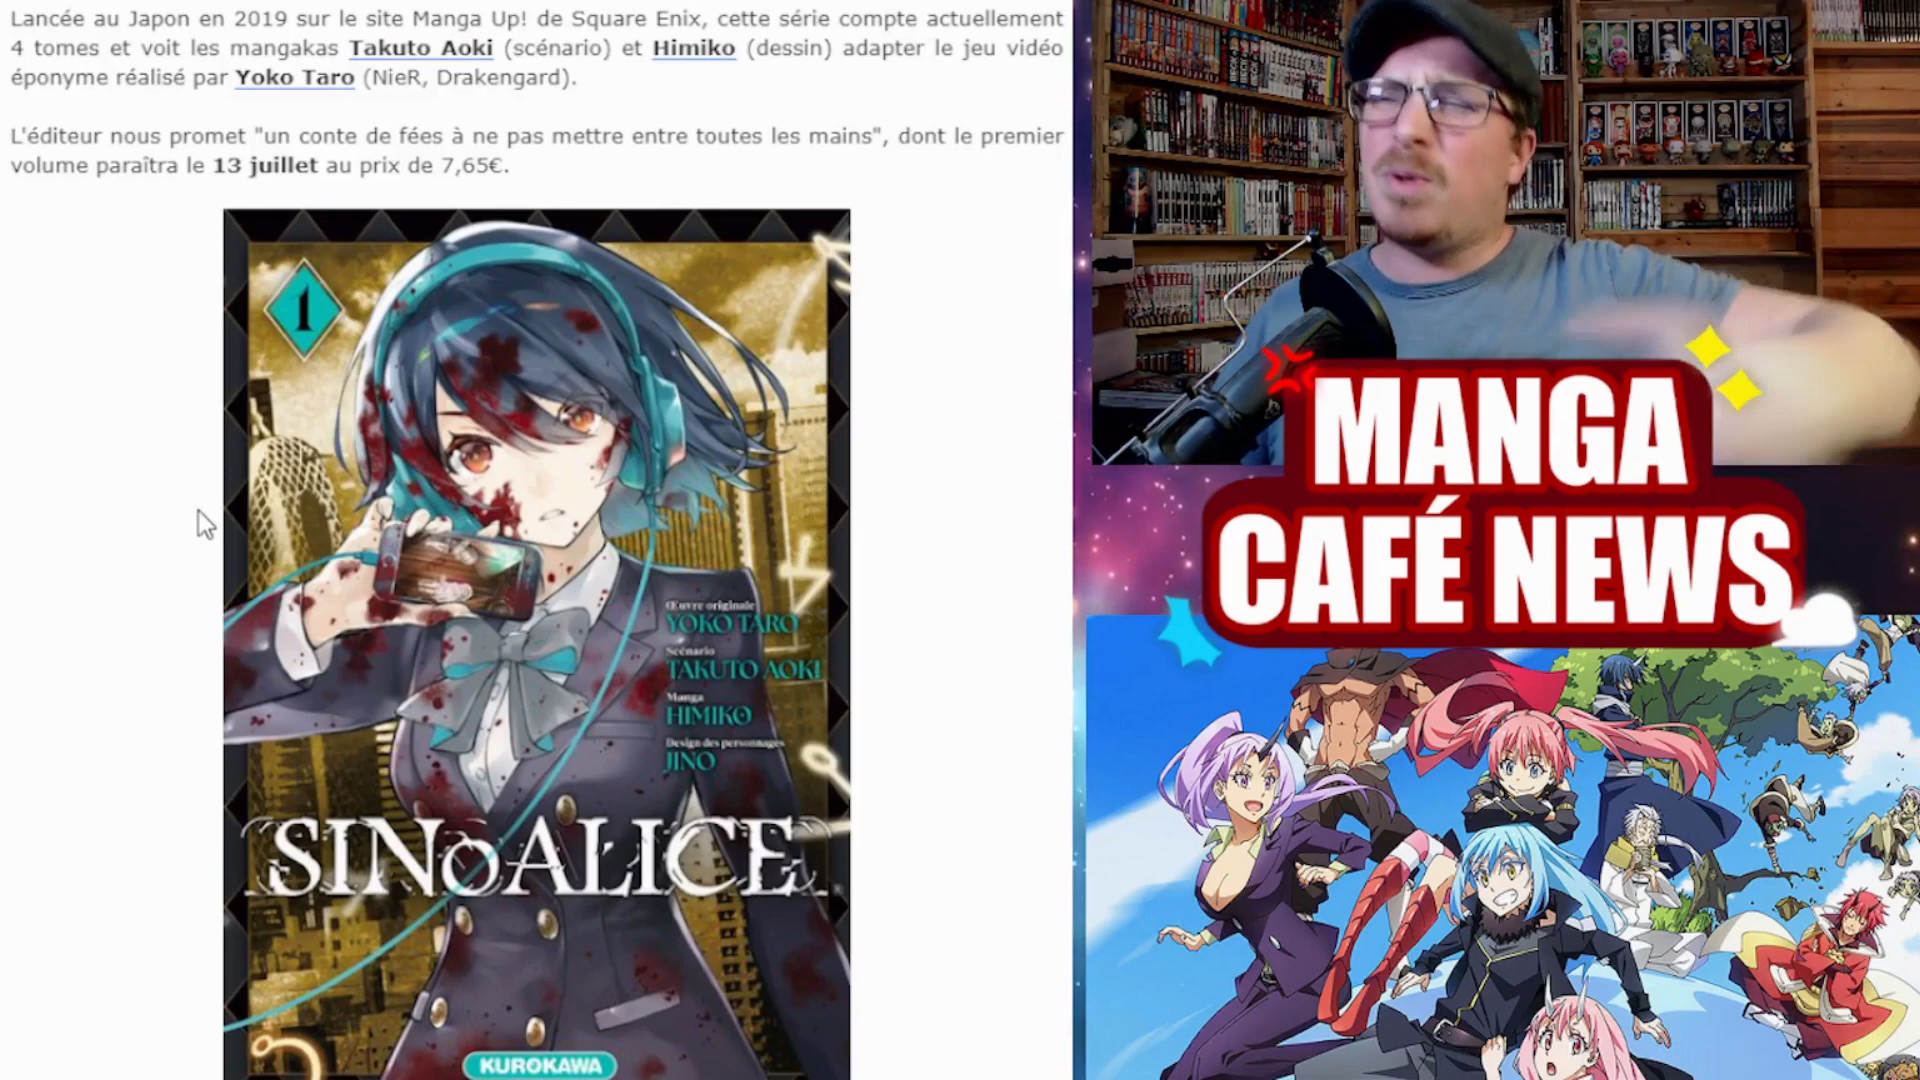 Lancée au Japon en 2019 sur le site Manga Up! de Square Enix, cette série compte actuellement
4 tomes et voit les mangakas Takuto Aoki (scénario) et Himiko (dessin) adapter le jeu vidéo
éponyme réalisé par Yoko Taro (NieR, Drakengard).
L'éditeur nous promet "un conte de fées à ne pas mettre entre toutes les mains", dont le premier
volume paraîtra le 13 juillet au prix de 7,65€.
1
Œuvre originale
YOKO TARO
Scénario
TAKUTO AOKI
Manga
HIMIKO
Design des personnages
JINO
SINoALICE
KUROKAWA
MANGA
CAFÉ NEWS